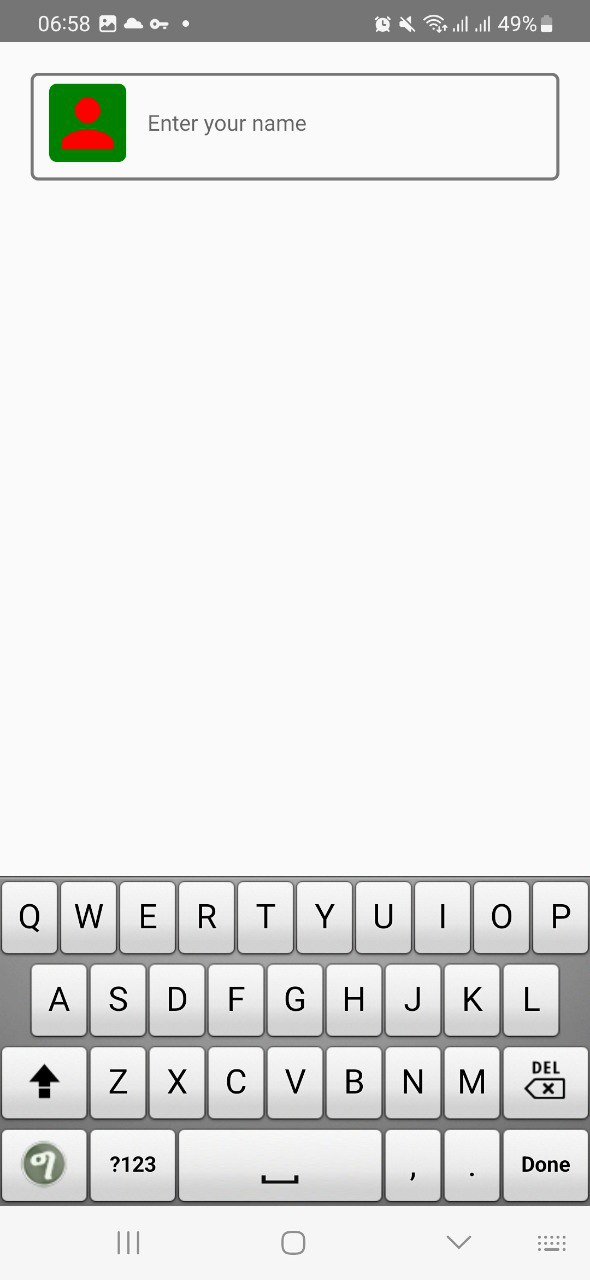 06:58 49%
Enter your name
Q W E R T Y U I O P
A S D F G H J K L
Z X C V B N M DEL
?123 , . Done